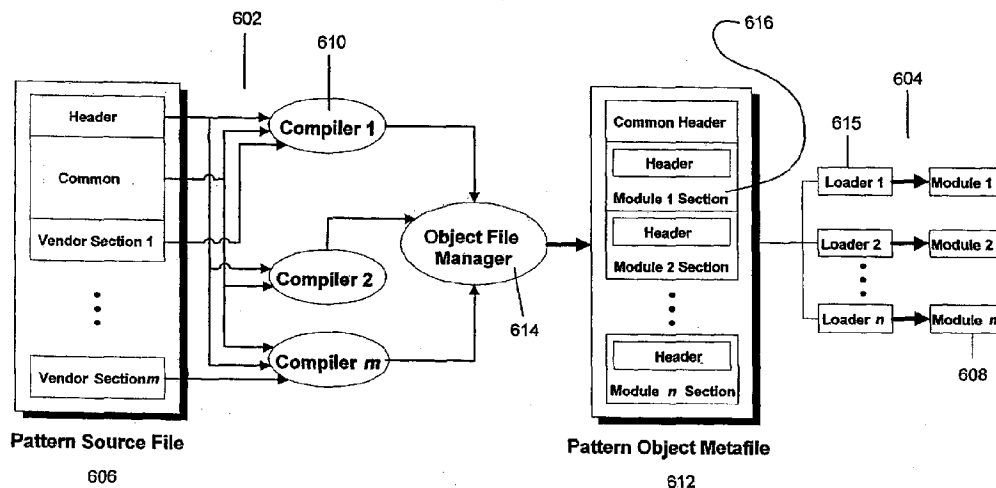 602
610
616
604
615
Header
Common
Vendor Section 1
Vendor Section m
Compiler 1
Compiler 2
Compiler m
Object File
Manager
614
Common Header
Header
Module 1 Section
Header
Module 2 Section
Header
Module n Section
Loader 1
Module 1
Loader 2
Module 2
Loader n
Module n
608
Pattern Source File
606
Pattern Object Metafile
612